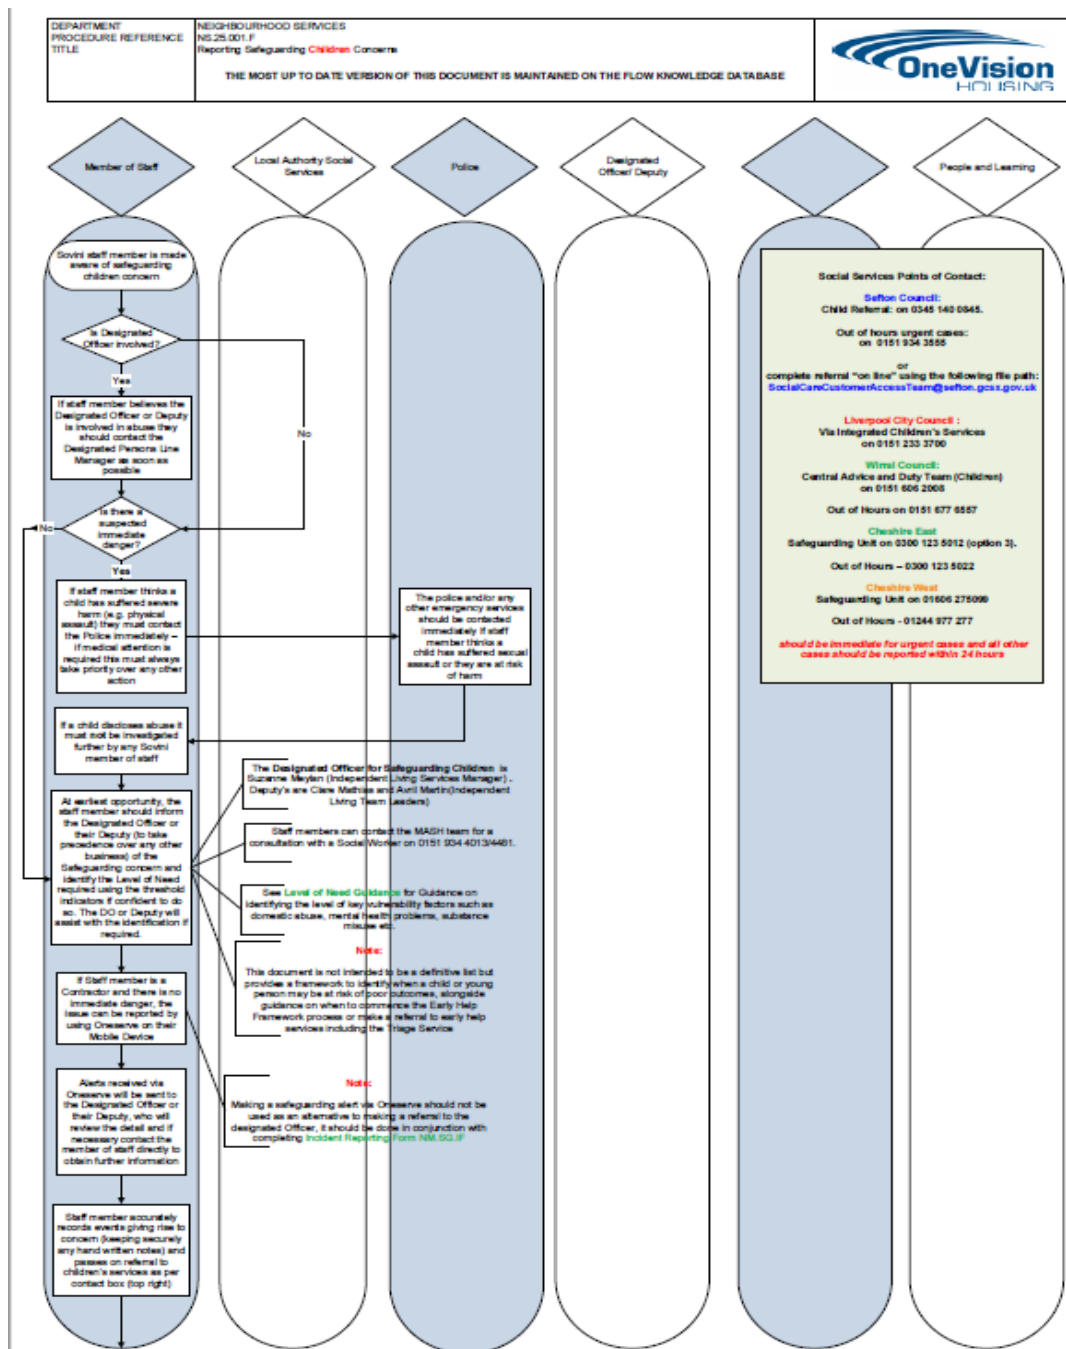 DEPARTMENT
PROCEDURE REFERENCE
TITLE
NEIGHBOURHOOD SERVICES
NS.25.001.F
Reporting Safeguarding Children Concerns
THE MOST UP TO DATE VERSION OF THIS DOCUMENT IS MAINTAINED ON THE FLOW KNOWLEDGE DATABASE
OneVision
HOUSING
Member of Staff
Local Authority Social
Services
Police
Designated
Officer/ Deputy
People and Learning
Sovini staff member is made
aware of safeguarding
children concern
Is Designated
Officer involved?
Yes
No
If staff member believes the
Designated Officer or Deputy
is involved in abuse they
should contact the
Designated Persons Line
Manager as soon as
possible
Is there a
suspected
immediate
danger?
No
Yes
If staff member thinks a
child has suffered severe
harm (e.g. physical
assault) they must contact
the Police immediately –
if medical attention is
required this must always
take priority over any other
action
The police and/or any
other emergency services
should be contacted
immediately if staff
member thinks a
child has suffered sexual
assault or they are at risk
of harm
If a child discloses abuse it
must not be investigated
further by any Sovini
member of staff
At earliest opportunity, the
staff member should inform
the Designated Officer or
their Deputy (to take
precedence over any other
business) of the
Safeguarding concern and
identify the Level of Need
required using the threshold
indicators if confident to do
so. The DO or Deputy will
assist with the identification if
required.
The Designated Officer for Safeguarding Children is
Suzanne Meylan (Independent Living Services Manager) .
Deputy's are Clare Mathias and Avril Martin(Independent
Living Team Leaders)
Staff members can contact the MASH team for a
consultation with a Social Worker on 0151 934 4013/4481.
See Level of Need Guidance for Guidance on
identifying the level of key vulnerability factors such as
domestic abuse, mental health problems, substance
misuse etc.
Note:
This document is not intended to be a definitive list but
provides a framework to identify when a child or young
person may be at risk of poor outcomes, alongside
guidance on when to commence the Early Help
Framework process or make a referral to early help
services including the Triage Service
If Staff member is a
Contractor and there is no
immediate danger, the
issue can be reported by
using Oneserve on their
Mobile Device
Note:
Making a safeguarding alert via Oneserve should not be
used as an alternative to making a referral to the
designated Officer, it should be done in conjunction with
completing Incident Reporting Form NM.SG.IF
Alerts received via
Oneserve will be sent to
the Designated Officer or
their Deputy, who will
review the detail and if
necessary contact the
member of staff directly to
obtain further information
Staff member accurately
records events giving rise to
concern (keeping securely
any hand written notes) and
passes on referral to
children's services as per
contact box (top right)
Social Services Points of Contact:
Sefton Council:
Child Referral: on 0345 140 0845.
Out of hours urgent cases:
on 0151 934 3555
or
complete referral "on line" using the following file path:
SocialCareCustomerAccessTeam@sefton.gcss.gov.uk
Liverpool City Council :
Via Integrated Children's Services
on 0151 233 3700
Wirral Council:
Central Advice and Duty Team (Children)
on 0151 606 2008
Out of Hours on 0151 677 6557
Cheshire East
Safeguarding Unit on 0300 123 5012 (option 3).
Out of Hours – 0300 123 5022
Cheshire West
Safeguarding Unit on 01606 275099
Out of Hours - 01244 977 277
should be immediate for urgent cases and all other
cases should be reported within 24 hours